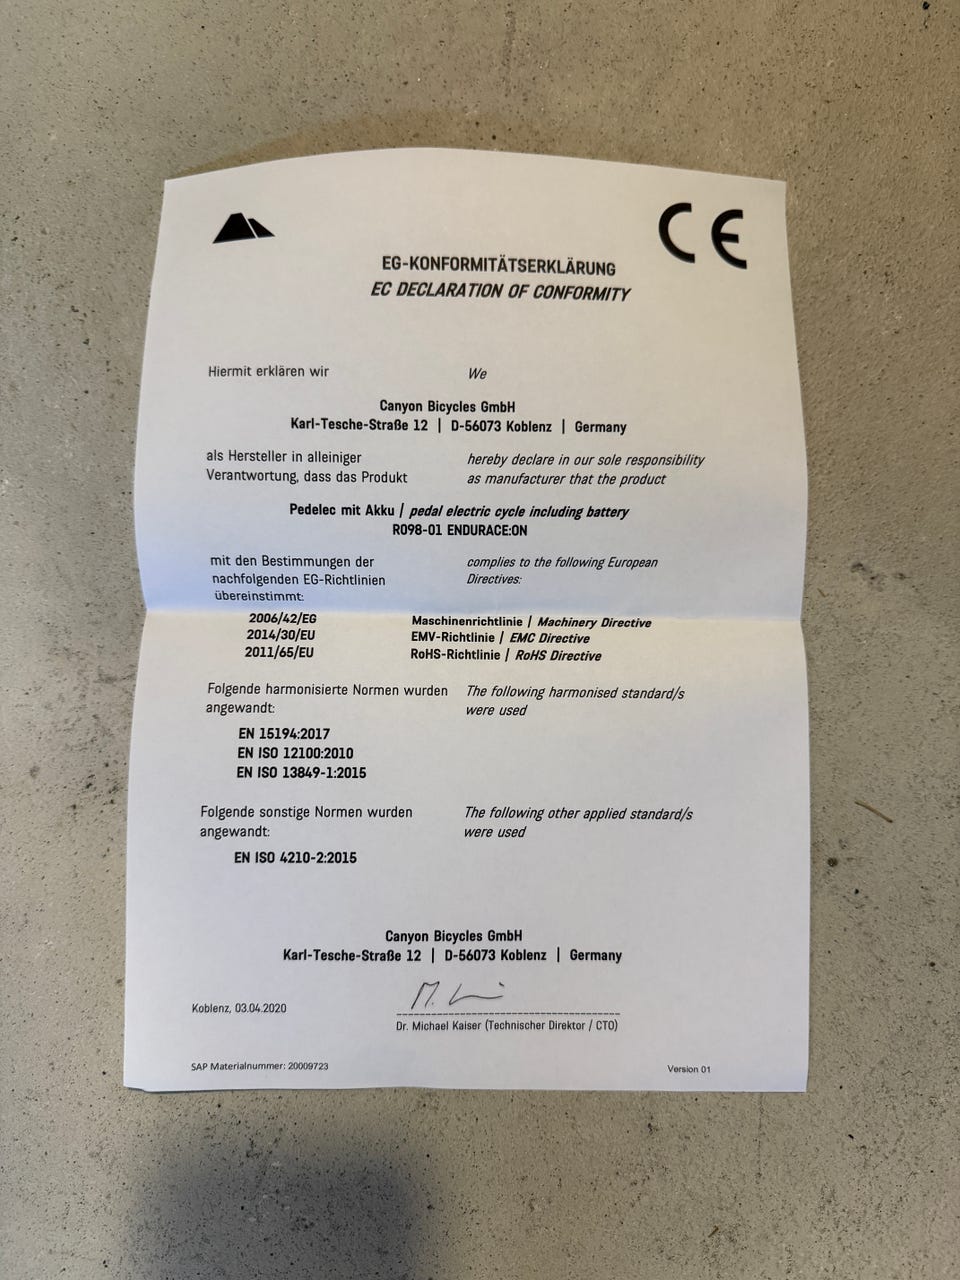 CE
EG-KONFORMITÄTSERKLÄRUNG
EC DECLARATION OF CONFORMITY
Hiermit erklären wir
We
Canyon Bicycles GmbH
Karl-Tesche-Straße 12 | D-56073 Koblenz | Germany
als Hersteller in alleiniger
Verantwortung, dass das Produkt
hereby declare in our sole responsibility
as manufacturer that the product
Pedelec mit Akku / pedal electric cycle including battery
R098-01 ENDURACE:ON
mit den Bestimmungen der
nachfolgenden EG-Richtlinien
übereinstimmt:
complies to the following European
Directives:
2006/42/EG Maschinenrichtlinie / Machinery Directive
2014/30/EU EMV-Richtlinie / EMC Directive
2011/65/EU RoHS-Richtlinie / RoHS Directive
Folgende harmonisierte Normen wurden
angewandt:
The following harmonised standard/s
were used
EN 15194:2017
EN ISO 12100:2010
EN ISO 13849-1:2015
Folgende sonstige Normen wurden
angewandt:
The following other applied standard/s
were used
EN ISO 4210-2:2015
Canyon Bicycles GmbH
Karl-Tesche-Straße 12 | D-56073 Koblenz | Germany
Koblenz, 03.04.2020
Dr. Michael Kaiser (Technischer Direktor / CTO)
SAP Materialnummer: 20009723
Version 01